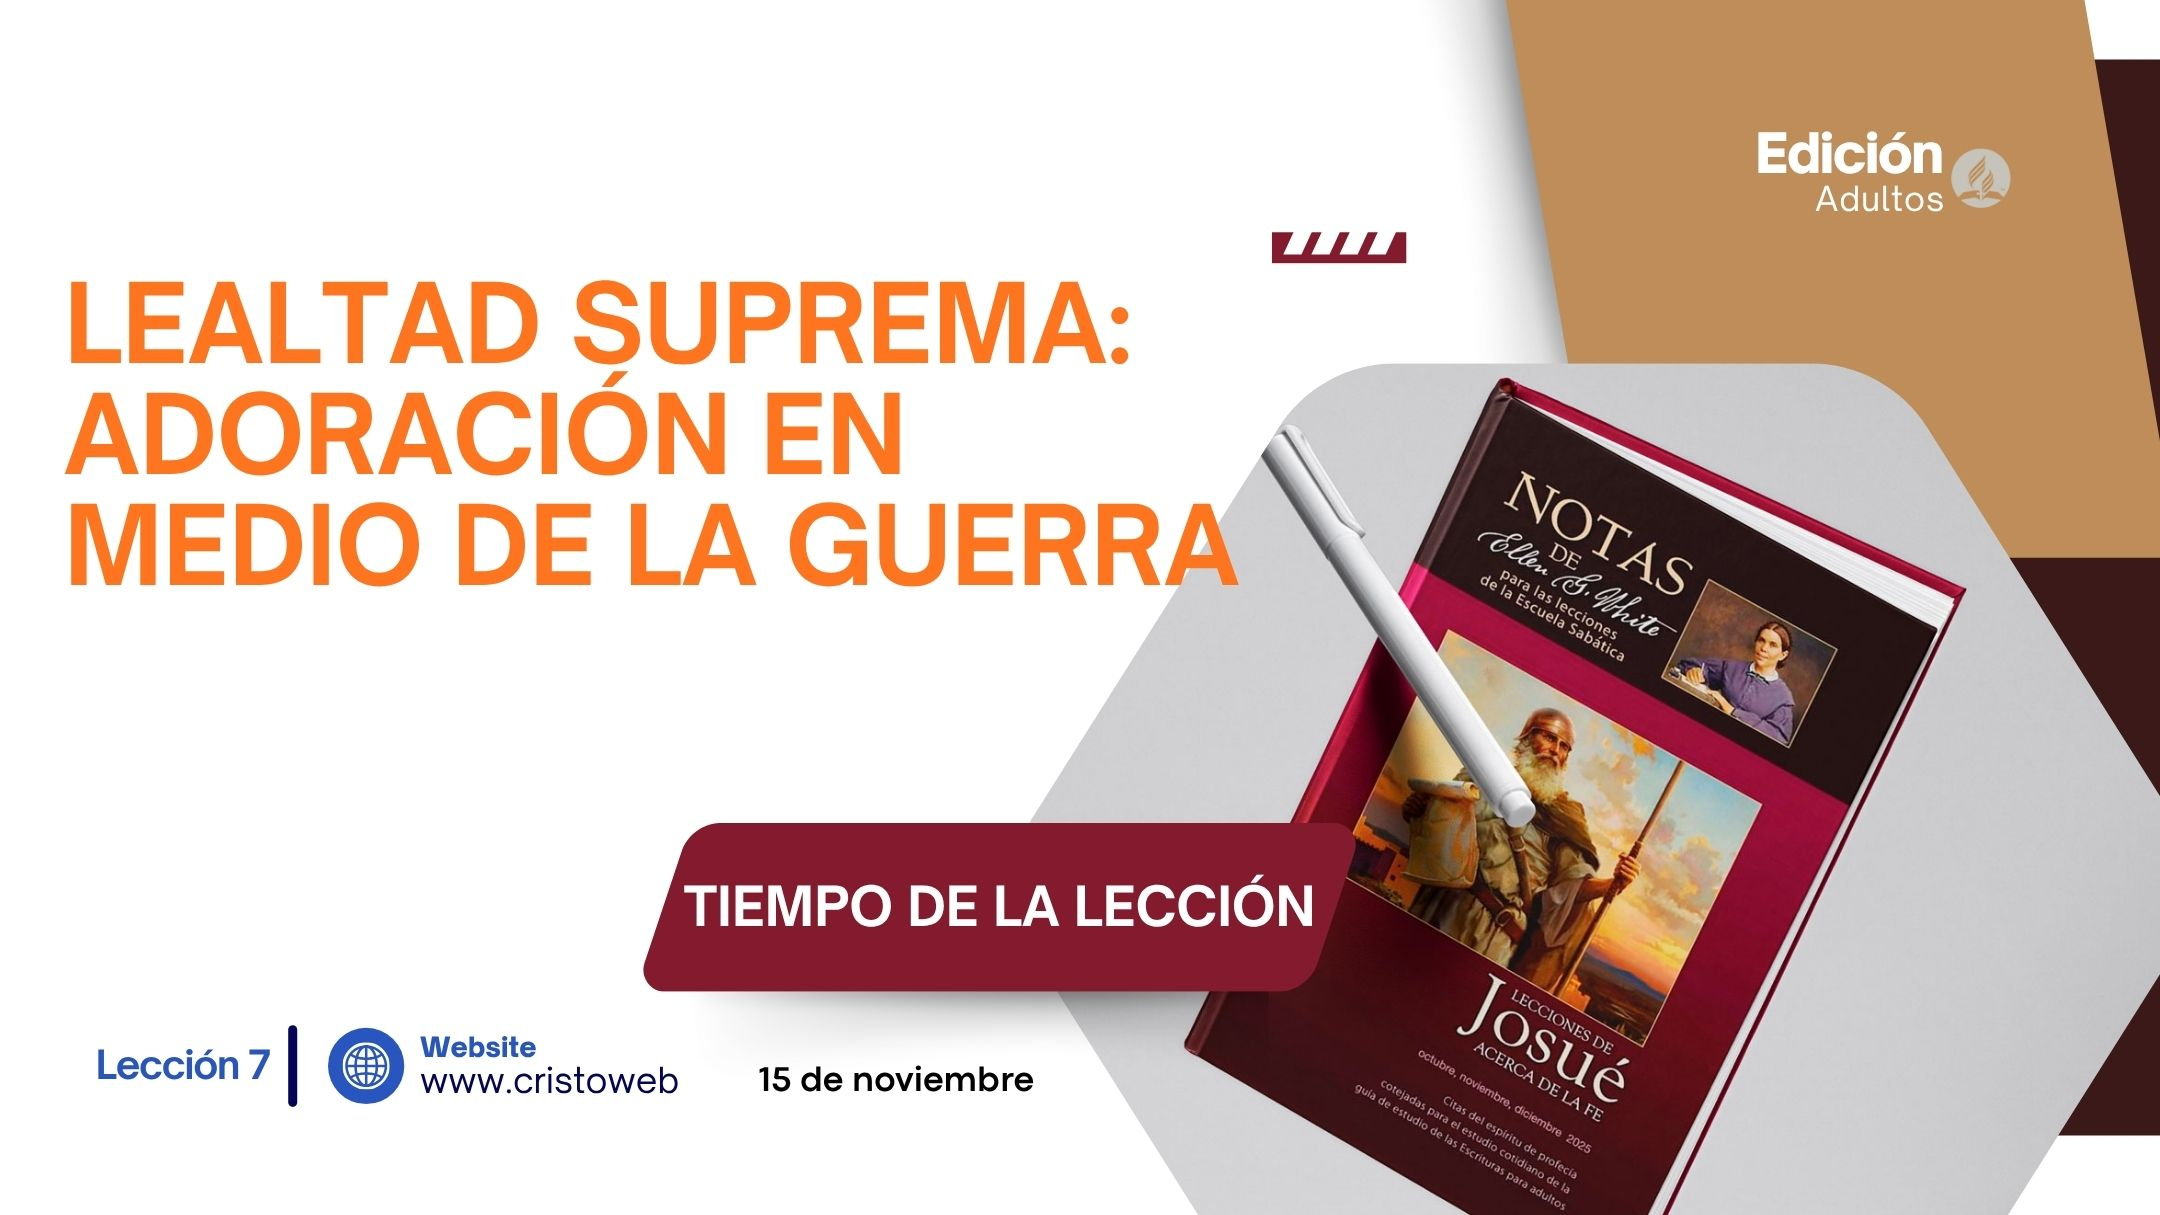 Edición
Adultos
LEALTAD SUPREMA:
ADORACIÓN EN
MEDIO DE LA GUERRA
NOTAS
DE
Ellen G. White
para las lecciones
de la Escuela Sabática
TIEMPO DE LA LECCIÓN
LECCIONES DE
Josué
ACERCA DE LA FE
octubre, noviembre, diciembre 2025
Citas del espíritu de profecía
cotejadas para el estudio cotidiano de la
guía de estudio de las Escrituras para adultos
Lección 7
Website
www.cristoweb
15 de noviembre